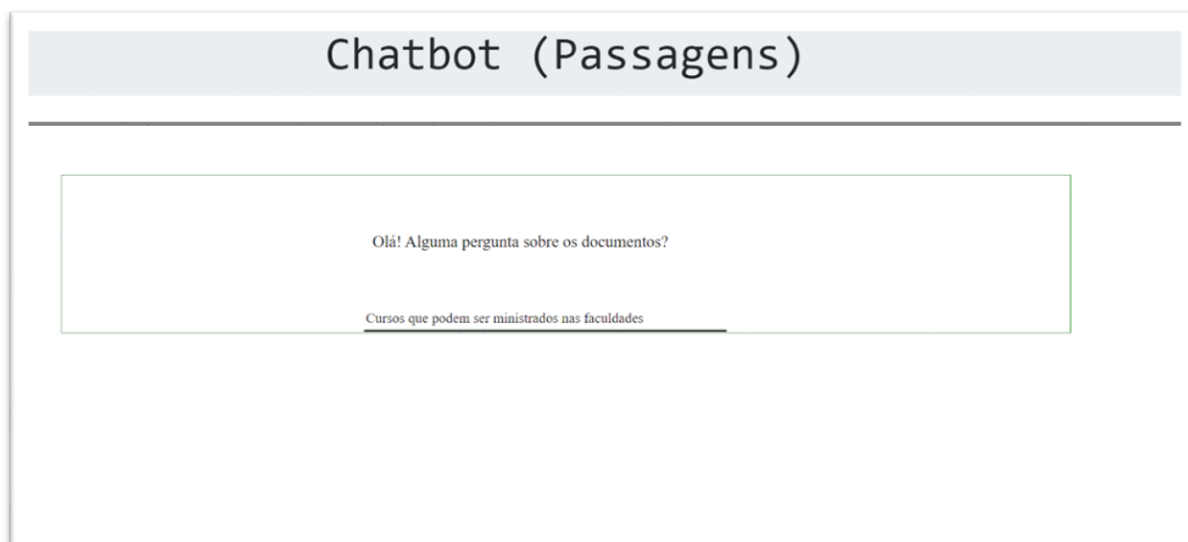 Chatbot (Passagens)
Olá! Alguma pergunta sobre os documentos?
Cursos que podem ser ministrados nas faculdades